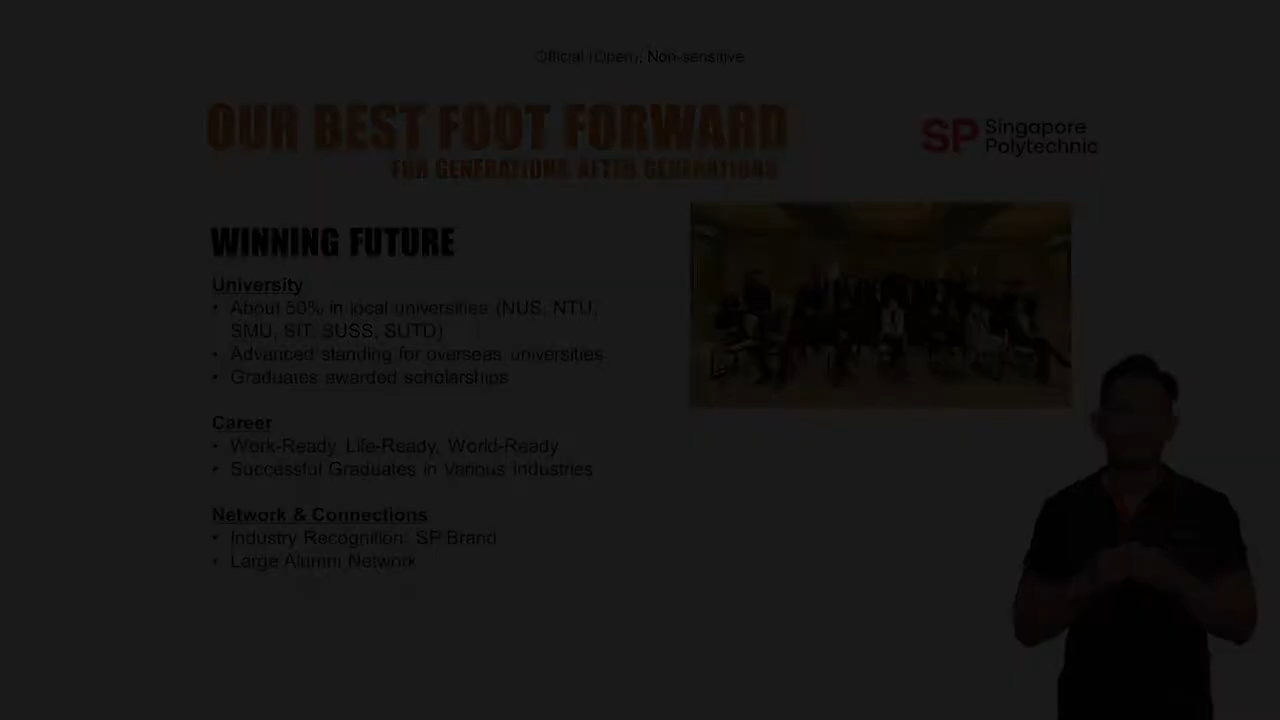 Official (Open), Non-sensitive
OUR BEST FOOT FORWARD
FOR GENERATIONS AFTER GENERATIONS
SP Singapore
Polytechnic
WINNING FUTURE
University
• About 50% in local universities (NUS, NTU,
SMU, SIT, SUSS, SUTD)
• Advanced standing for overseas universities
• Graduates awarded scholarships
Career
• Work-Ready, Life-Ready, World-Ready
• Successful Graduates in Various Industries
Network & Connections
• Industry Recognition: SP Brand
• Large Alumni Network